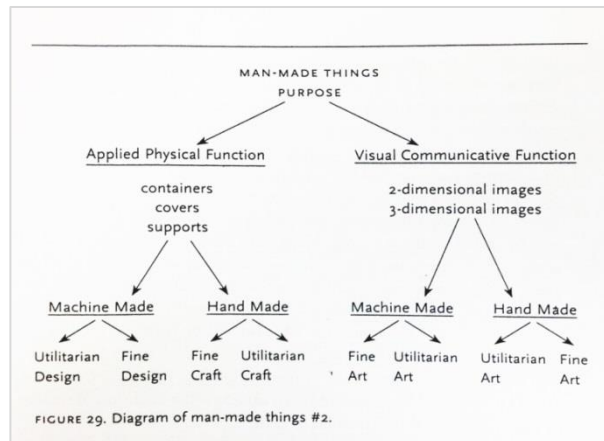 MAN-MADE THINGS
PURPOSE
Applied Physical Function
Visual Communicative Function
containers
covers
supports
2-dimensional images
3-dimensional images
Machine Made
Hand Made
Machine Made
Hand Made
Utilitarian Design
Fine Design
Fine Craft
Utilitarian Craft
Fine Art
Utilitarian Art
Utilitarian Art
Fine Art
FIGURE 29. Diagram of man-made things #2.